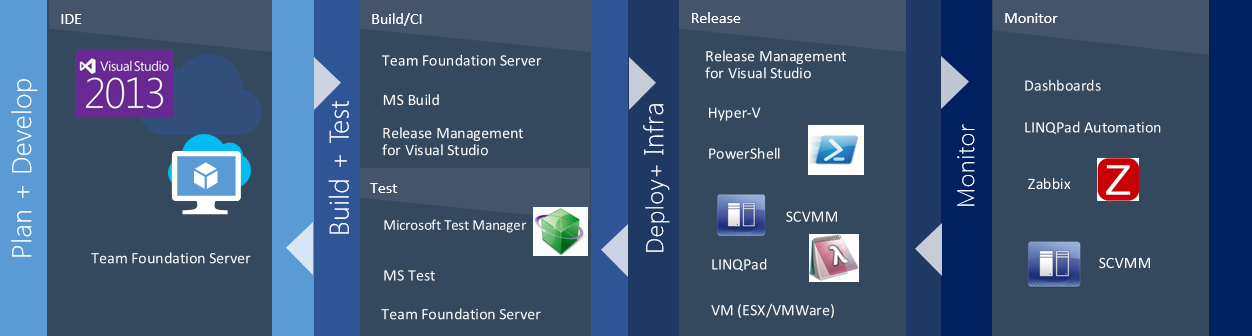 Plan + Develop
IDE
Visual Studio
2013
Team Foundation Server
Build + Test
Build/CI
Team Foundation Server
MS Build
Release Management
for Visual Studio
Test
Microsoft Test Manager
MS Test
Team Foundation Server
Deploy+ Infra
Release
Release Management
for Visual Studio
Hyper-V
PowerShell
SCVMM
LINQPad
λ
VM (ESX/VMWare)
Monitor
Monitor
Dashboards
LINQPad Automation
Zabbix
Z
SCVMM